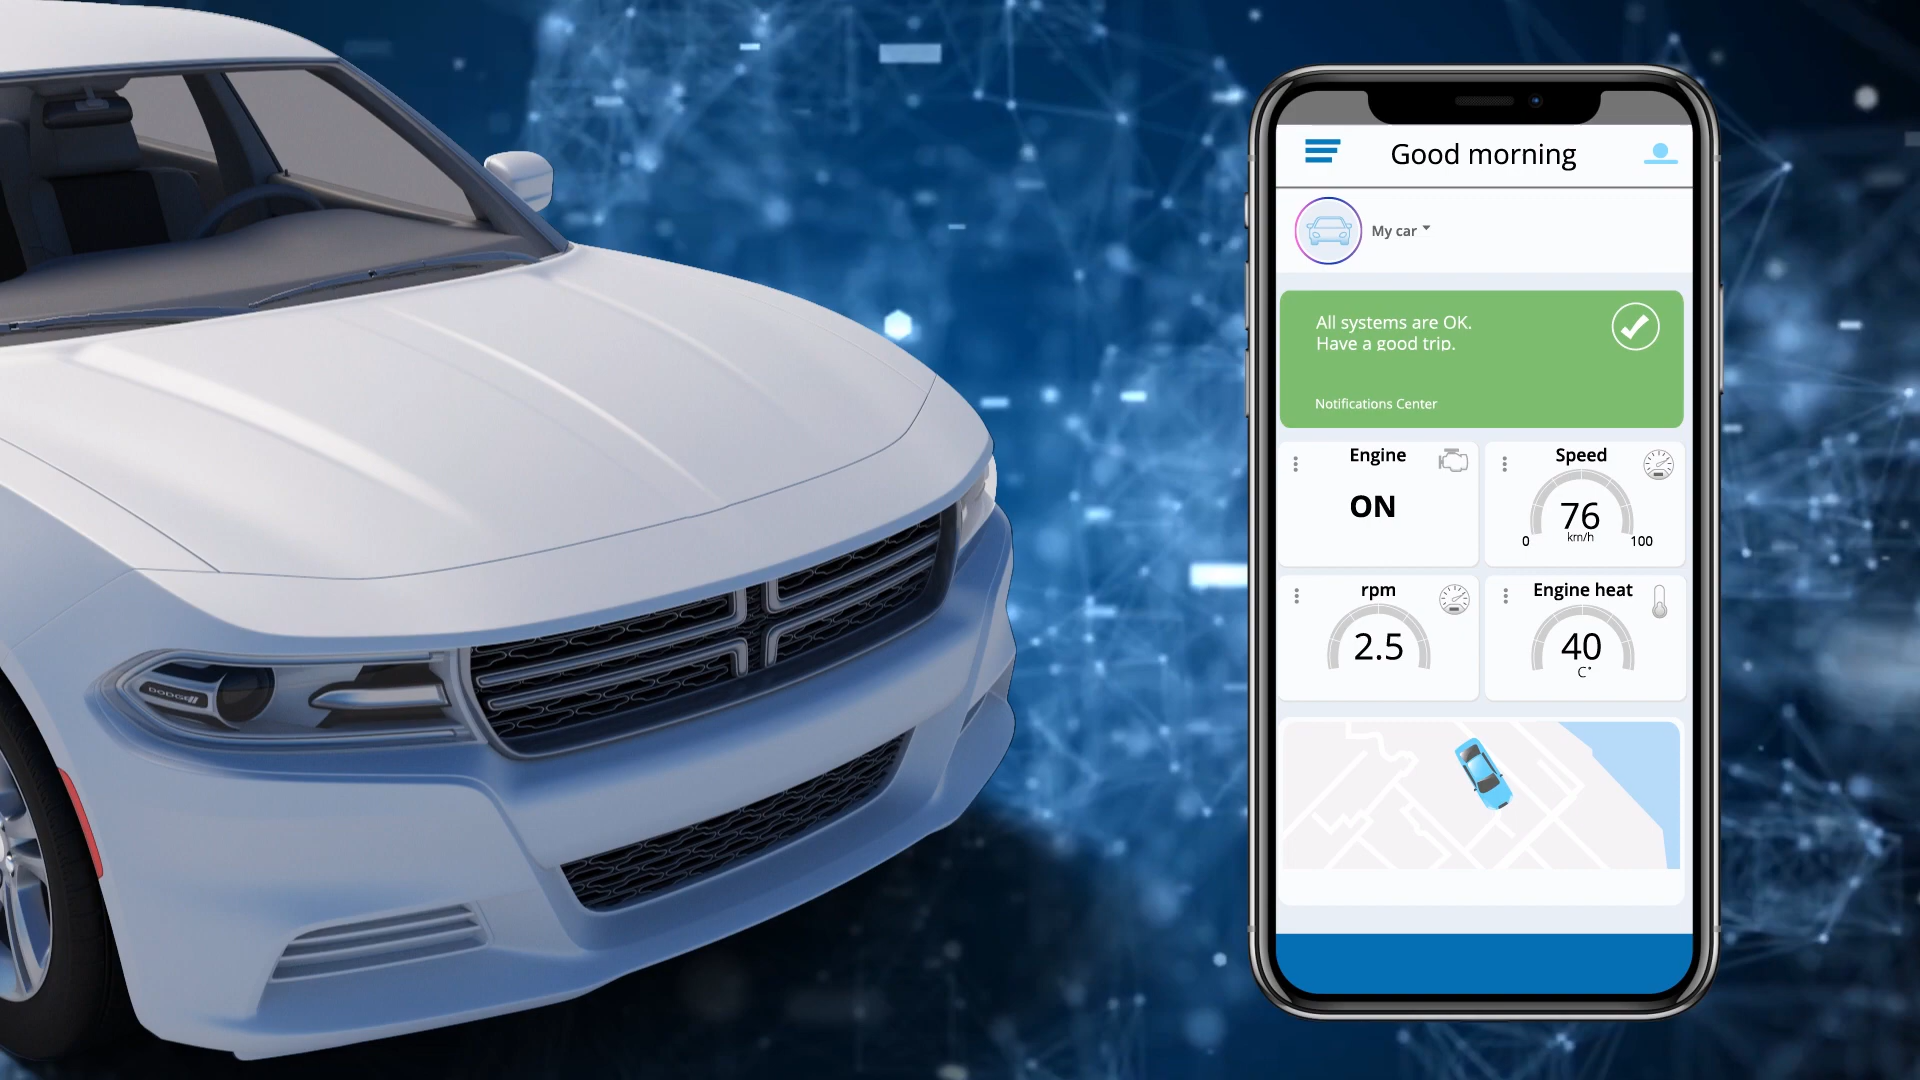 Good morning
My car
All systems are OK.
Have a good trip.
Notifications Center
Engine
ON
Speed
76
km/h
0
100
rpm
2.5
Engine heat
40
C°
DODGE